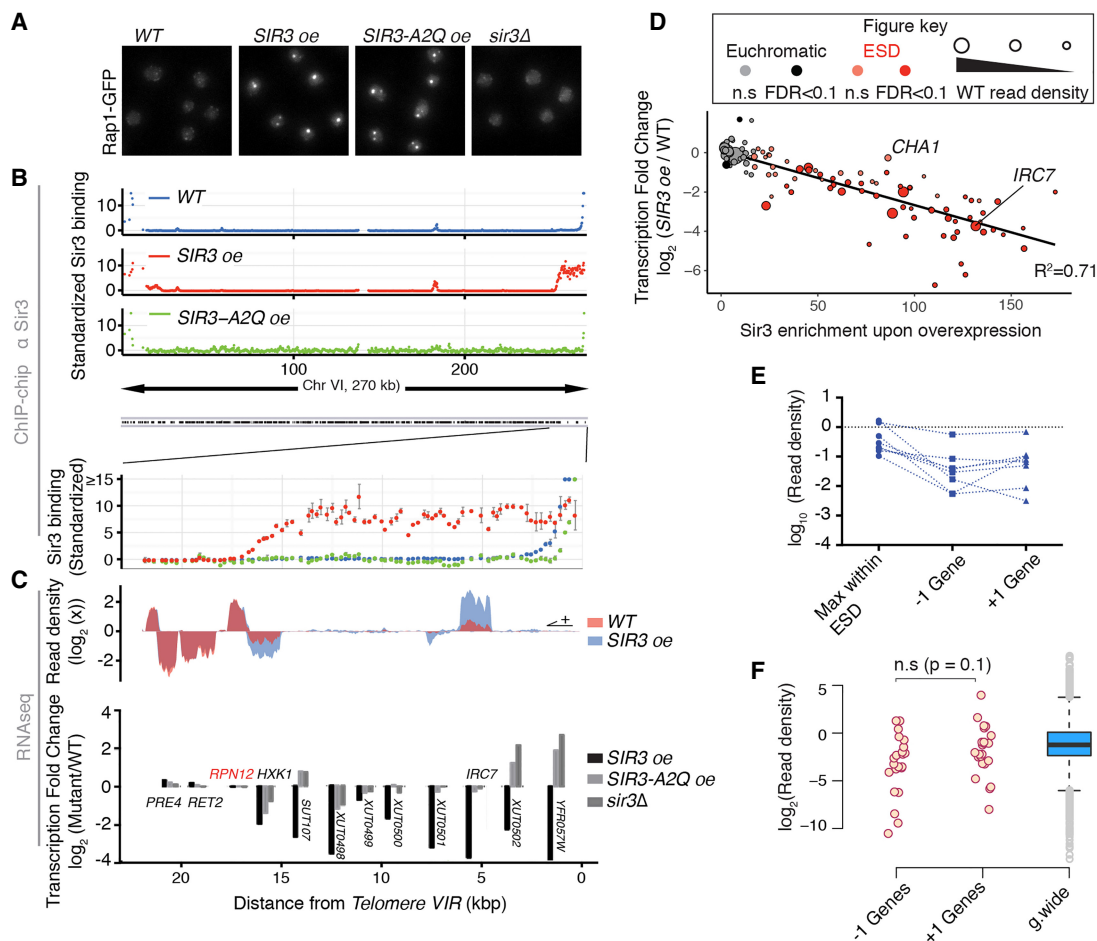 A
WT
SIR3 oe
SIR3-A2Q oe
sir3Δ
Rap1-GFP
B
ChIP-chip α Sir3
Standardized Sir3 binding
WT
10
0
SIR3 oe
10
0
SIR3–A2Q oe
10
0
100
200
Chr VI, 270 kb)
Sir3 binding
(Standardized)
≥15
10
5
0
C
RNAseq
Read density
(log2 (x))
2
0
-2
+
WT
SIR3 oe
Transcription Fold Change
log2 (Mutant/WT)
4
2
0
-2
-4
PRE4
RET2
RPN12
HXK1
SUT107
XUT0498
XUT0499
XUT0500
XUT0501
IRC7
XUT0502
YFR057W
SIR3 oe
SIR3-A2Q oe
sir3Δ
20
15
10
5
0
Distance from Telomere VIR (kbp)
D
Figure key
Euchromatic
ESD
n.s FDR<0.1 n.s FDR<0.1 WT read density
Transcription Fold Change
log2 (SIR3 oe / WT)
0
−2
−4
−6
CHA1
IRC7
R2=0.71
0
50
100
150
Sir3 enrichment upon overexpression
E
log10 (Read density)
1
0
-1
-2
-3
-4
Max within
ESD
-1 Gene
+1 Gene
F
n.s (p = 0.1)
log2(Read density)
5
0
−5
−10
-1 Genes
+1 Genes
g.wide